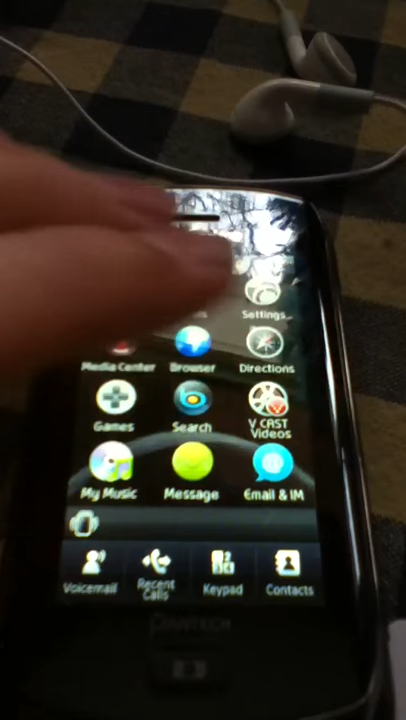 Settings
Media Center
Browser
Directions
Games
Search
V CAST
Videos
My Music
Message
Email & IM
Voicemail
Recent
Calls
Keypad
Contacts
PANTECH